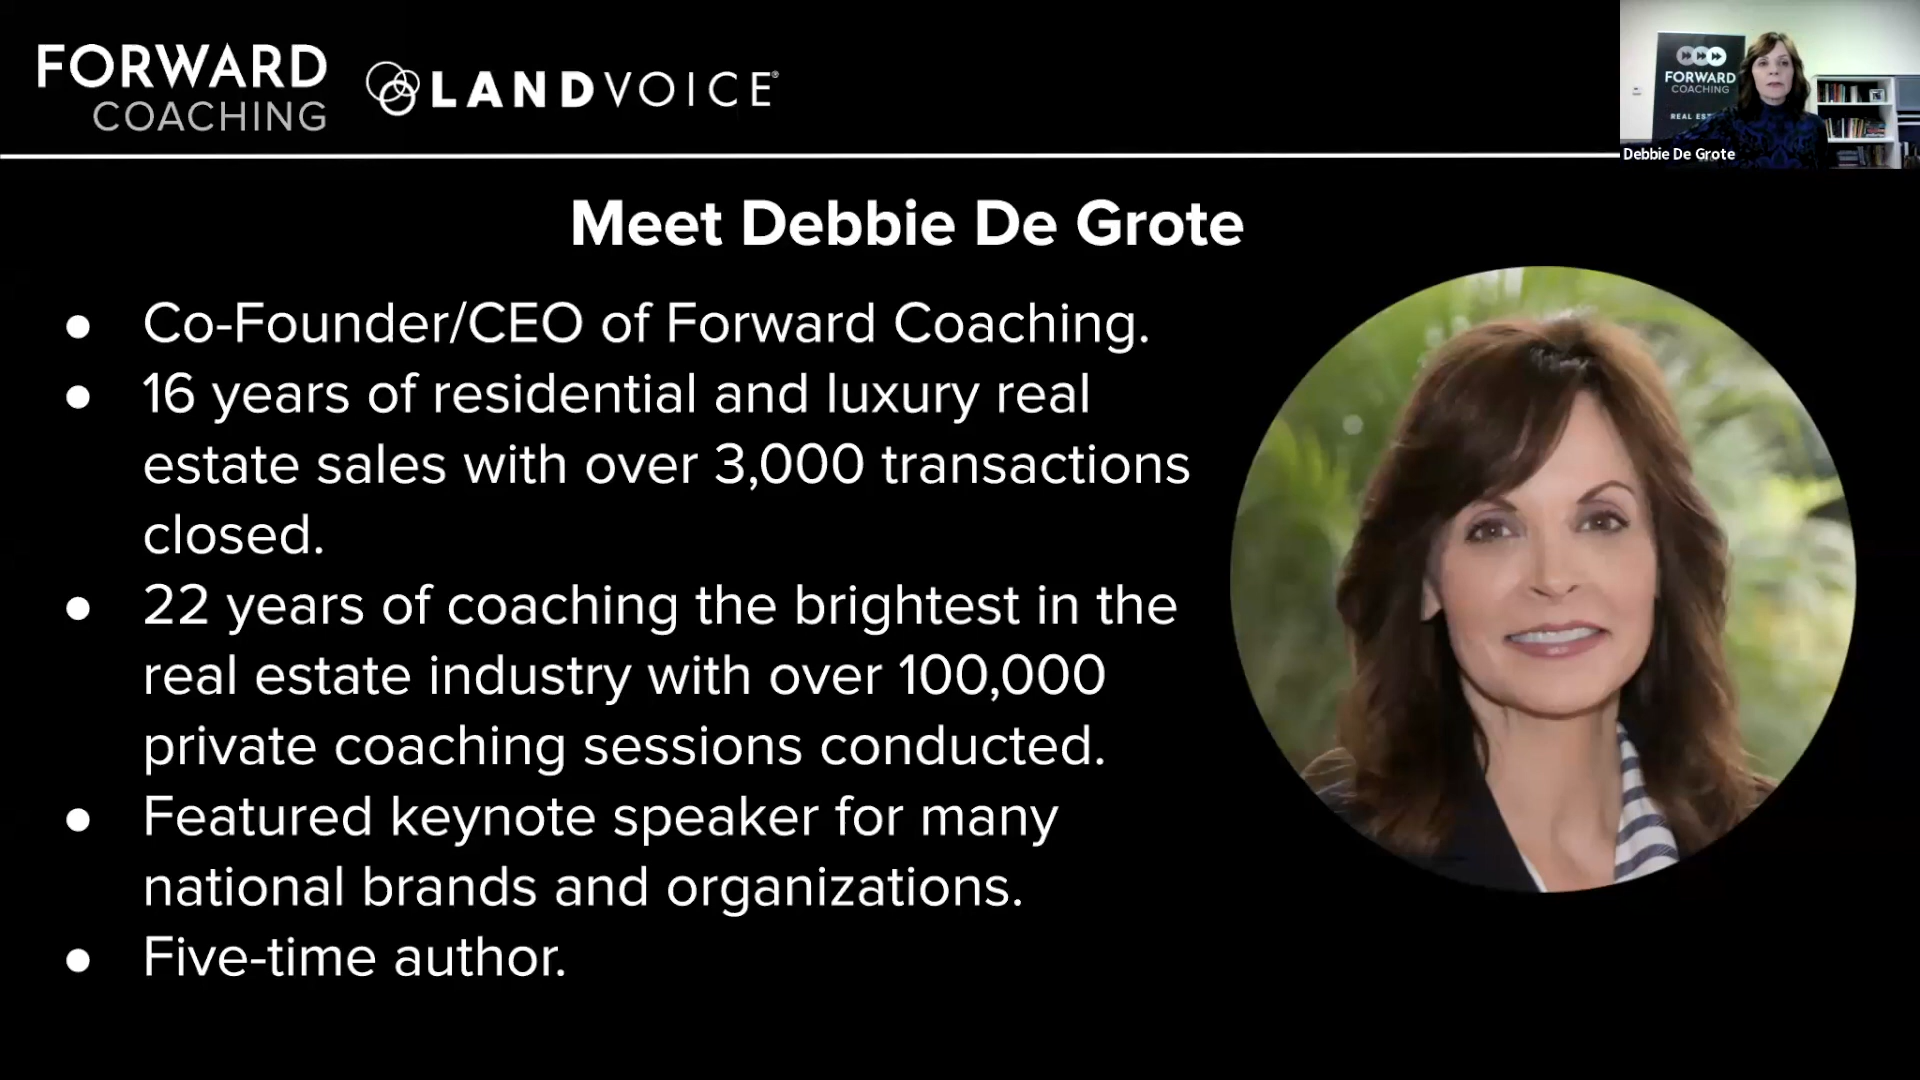 FORWARD
COACHING
LANDVOICE®
FORWARD
COACHING
REAL EST
Debbie De Grote
Meet Debbie De Grote
● Co-Founder/CEO of Forward Coaching.
● 16 years of residential and luxury real
estate sales with over 3,000 transactions
closed.
● 22 years of coaching the brightest in the
real estate industry with over 100,000
private coaching sessions conducted.
● Featured keynote speaker for many
national brands and organizations.
● Five-time author.